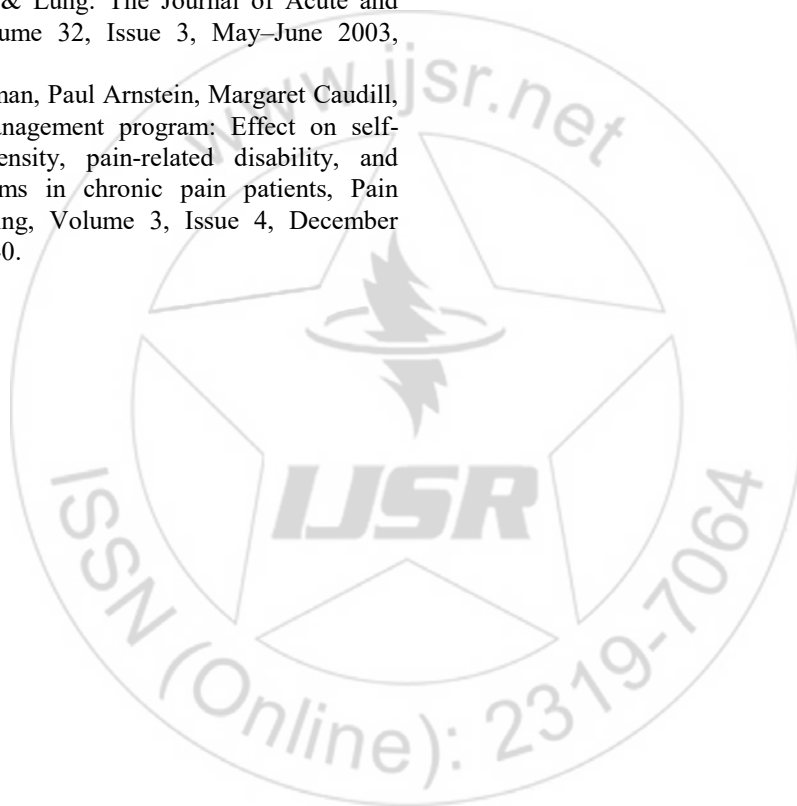 & Lung: The Journal of Acute and
ume 32, Issue 3, May–June 2003,
man, Paul Arnstein, Margaret Caudill,
anagement program: Effect on self-
ensity, pain-related disability, and
ms in chronic pain patients, Pain
ing, Volume 3, Issue 4, December
0.
www.ijsr.net
IJSR
ISSN (Online): 2319-7064